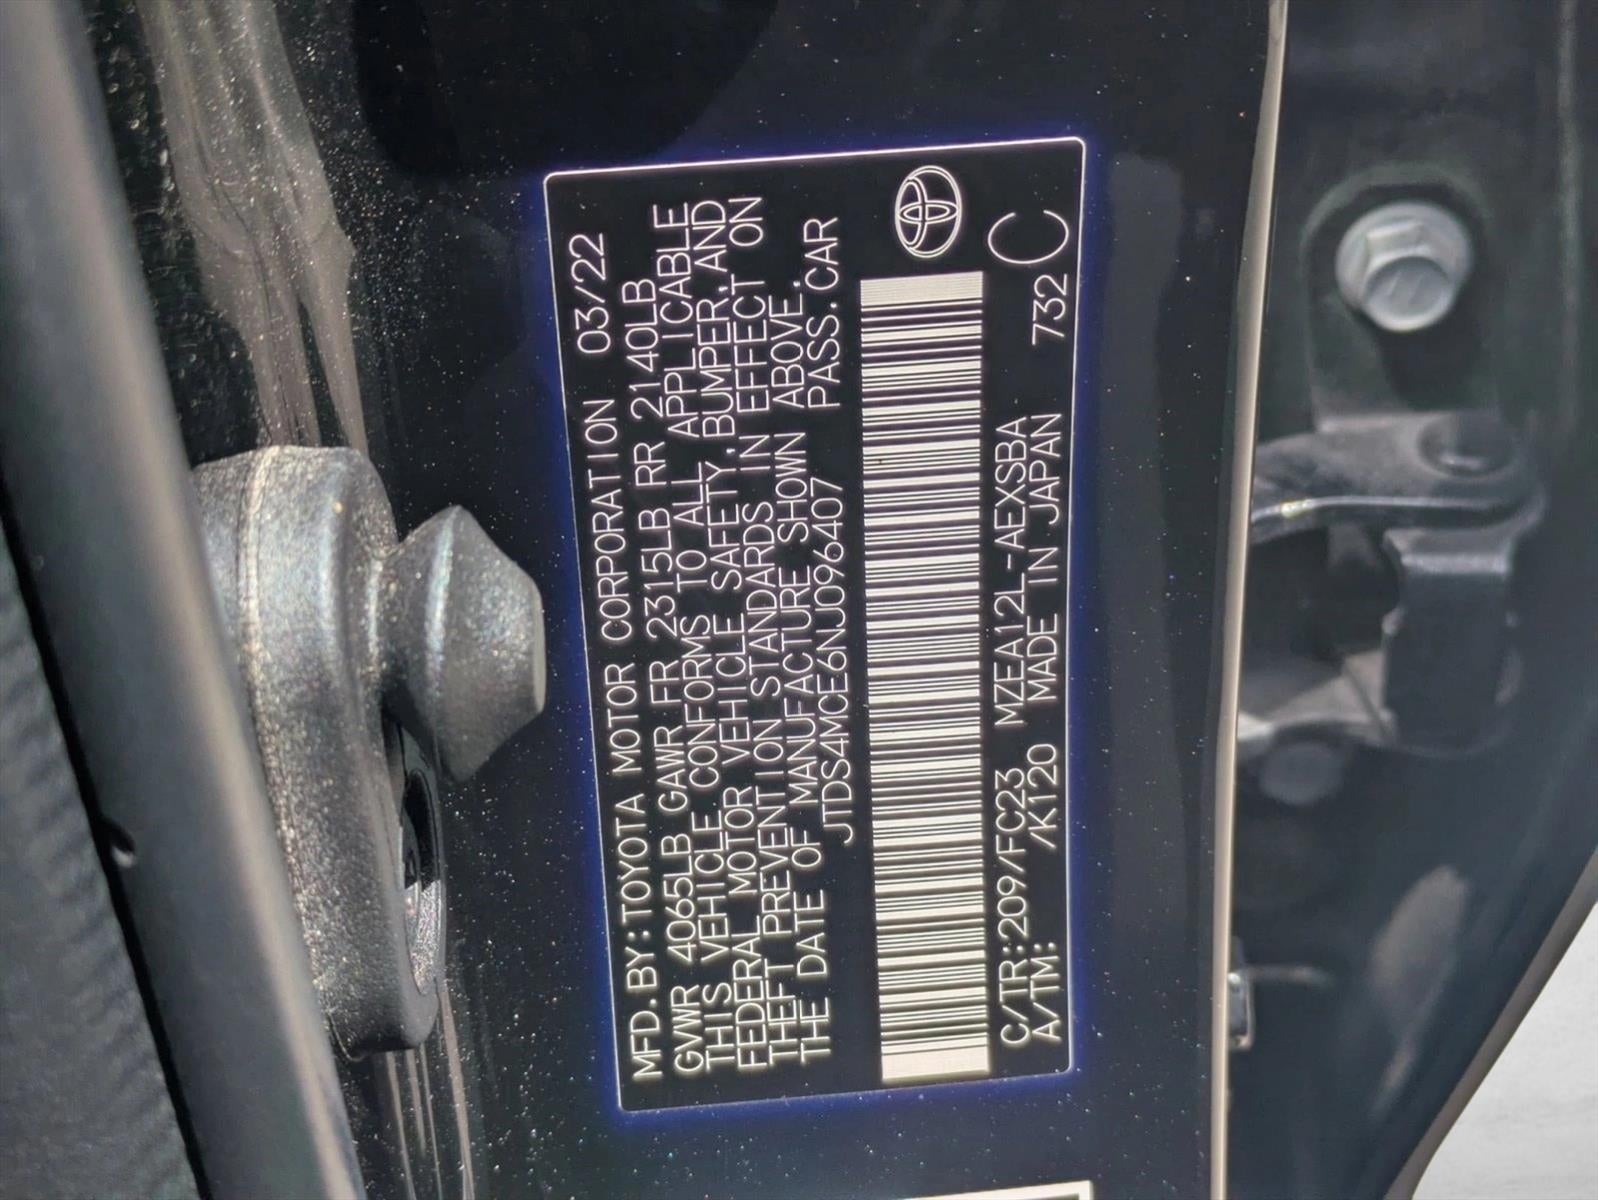 MFD.BY:TOYOTA MOTOR CORPORATION 03/22
GVWR 4065LB GAWR FR 2315LB RR 2140LB
THIS VEHICLE CONFORMS TO ALL APPLICABLE
FEDERAL MOTOR VEHICLE SAFETY,BUMPER,AND
THEFT PREVENTION STANDARDS IN EFFECT ON
THE DATE OF MANUFACTURE SHOWN ABOVE.
JTDS4MCE6NJ096407 PASS.CAR
C/TR:209/FC23 MZEA12L-AEXSBA
A/TM: /K120 MADE IN JAPAN 732 C